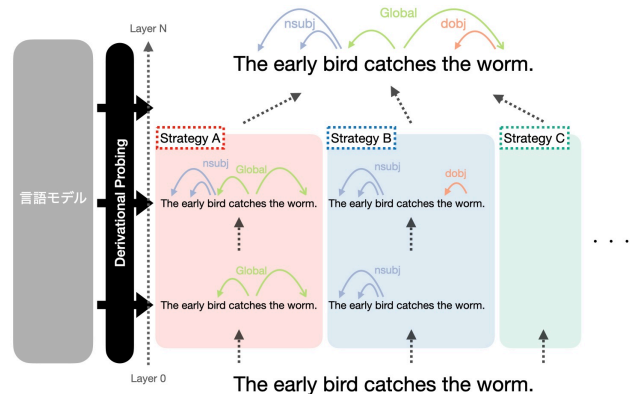 Layer N
nsubj
Global
dobj
The early bird catches the worm.
Strategy A
Strategy B
Strategy C
言語モデル
Derivational Probing
nsubj
Global
The early bird catches the worm.
nsubj
dobj
The early bird catches the worm.
. . .
Global
The early bird catches the worm.
nsubj
The early bird catches the worm.
Layer 0
The early bird catches the worm.